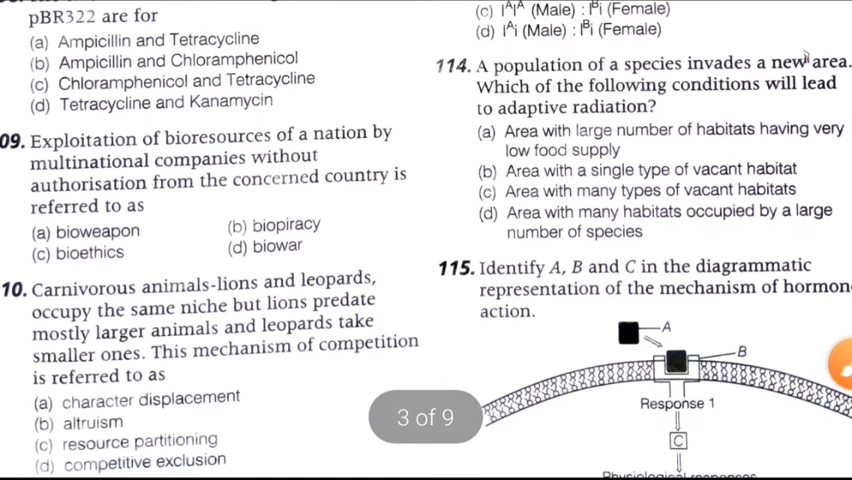 pBR322 are for
(a) Ampicillin and Tetracycline
(b) Ampicillin and Chloramphenicol
(c) Chloramphenicol and Tetracycline
(d) Tetracycline and Kanamycin
09. Exploitation of bioresources of a nation by
multinational companies without
authorisation from the concerned country is
referred to as
(a) bioweapon (b) biopiracy
(c) bioethics (d) biowar
10. Carnivorous animals-lions and leopards,
occupy the same niche but lions predate
mostly larger animals and leopards take
smaller ones. This mechanism of competition
is referred to as
(a) character displacement
(b) altruism
(c) resource partitioning
(d) competitive exclusion
(c) IᴬIᴬ (Male) : Iᴮi (Female)
(d) Iᴬi (Male) : Iᴮi (Female)
114. A population of a species invades a new area.
Which of the following conditions will lead
to adaptive radiation?
(a) Area with large number of habitats having very
low food supply
(b) Area with a single type of vacant habitat
(c) Area with many types of vacant habitats
(d) Area with many habitats occupied by a large
number of species
115. Identify A, B and C in the diagrammatic
representation of the mechanism of hormon
action.
A
B
Response 1
C
Physiological responses
3 of 9